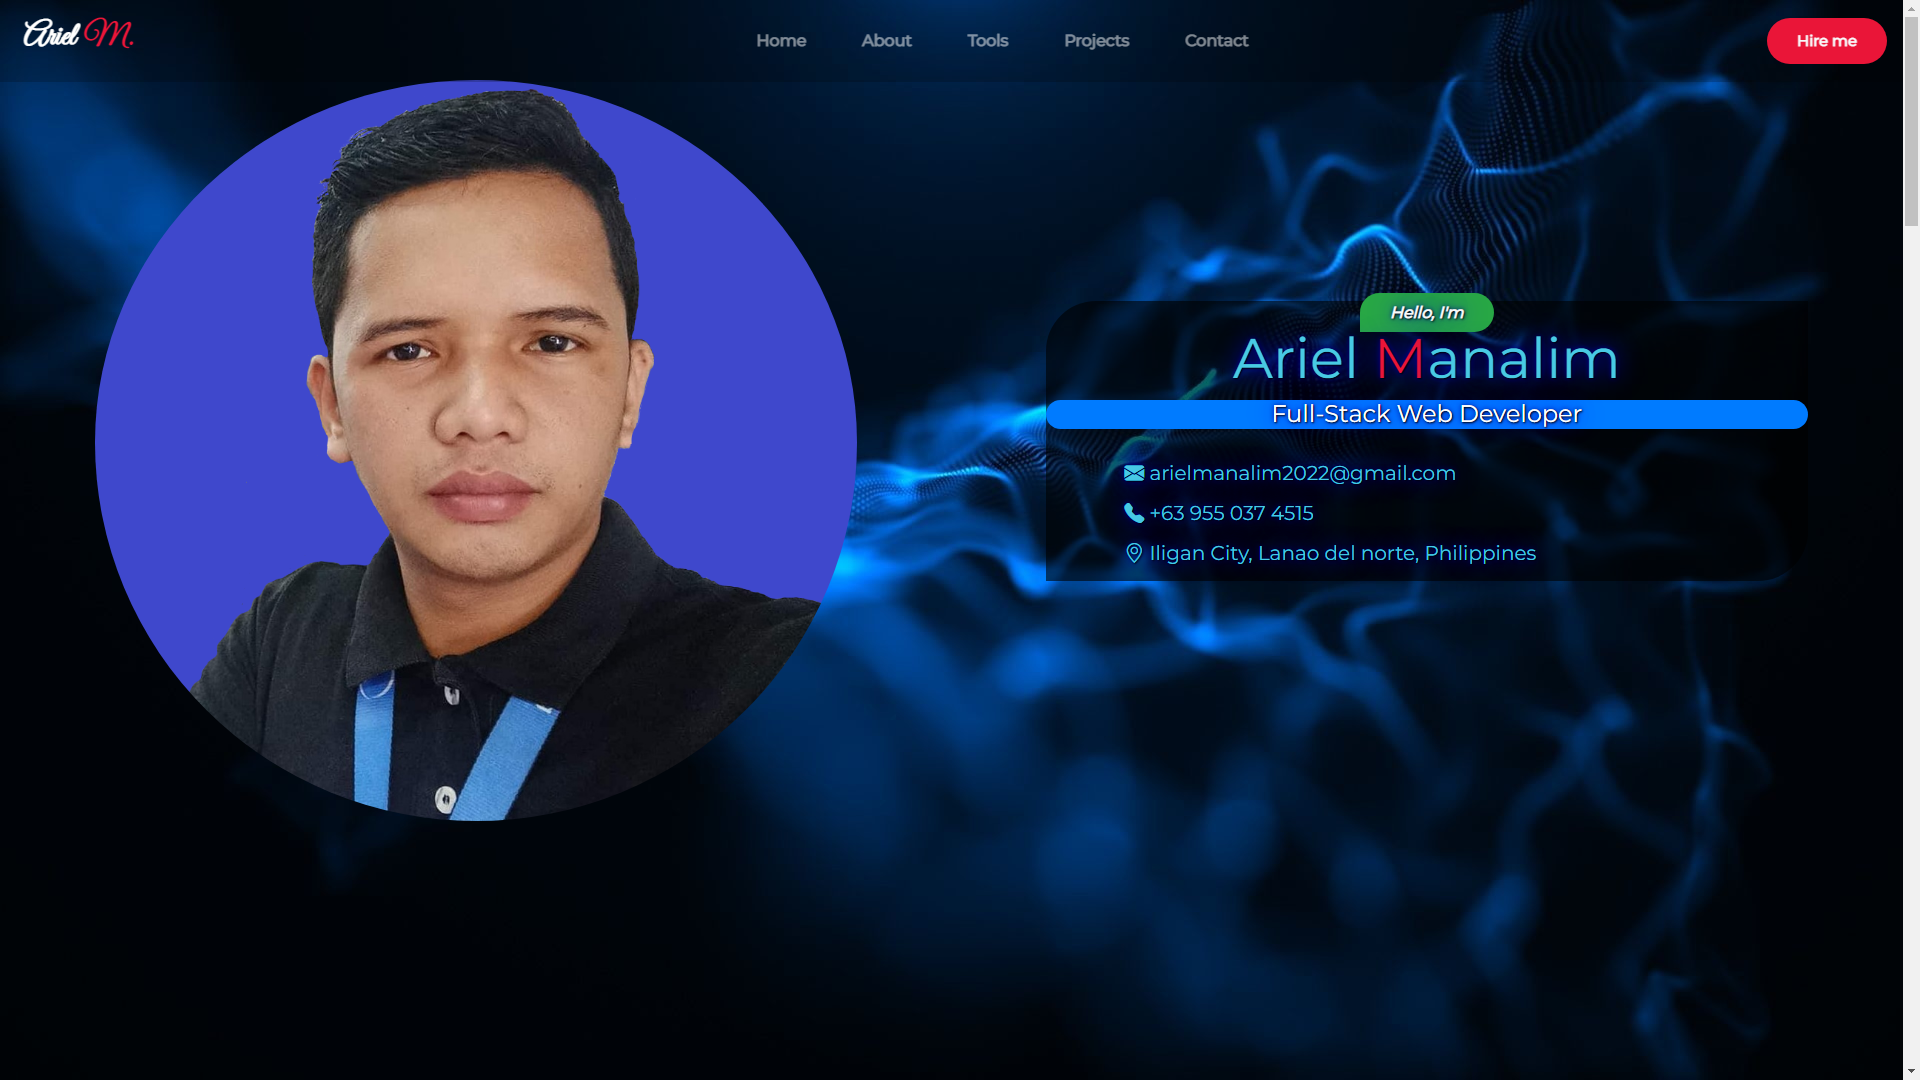 Ariel M.
Home About Tools Projects Contact
Hire me
Hello, I'm
Ariel Manalim
Full-Stack Web Developer
arielmanalim2022@gmail.com
+63 955 037 4515
Iligan City, Lanao del norte, Philippines